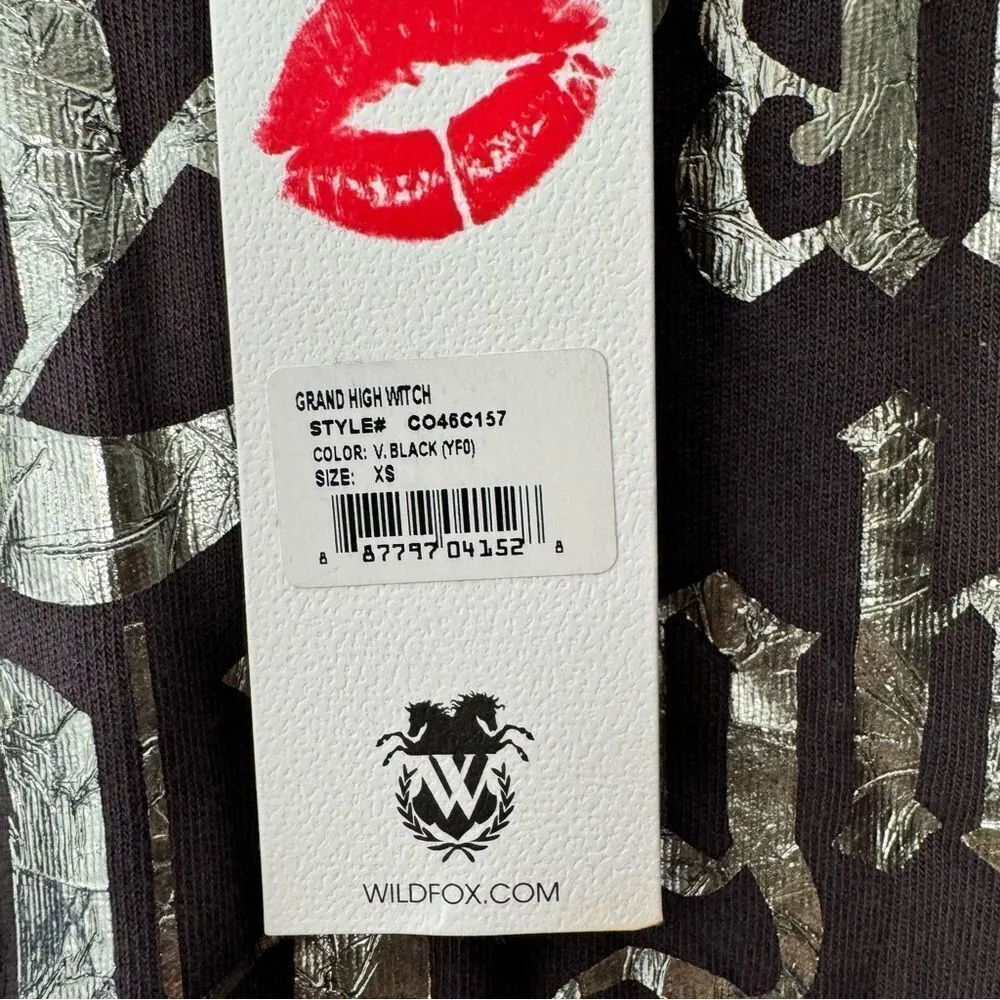 GRAND HIGH WITCH
STYLE# CO46C157
COLOR: V. BLACK (YF0)
SIZE: XS
8 87797 04152 8
W
WILDFOX.COM